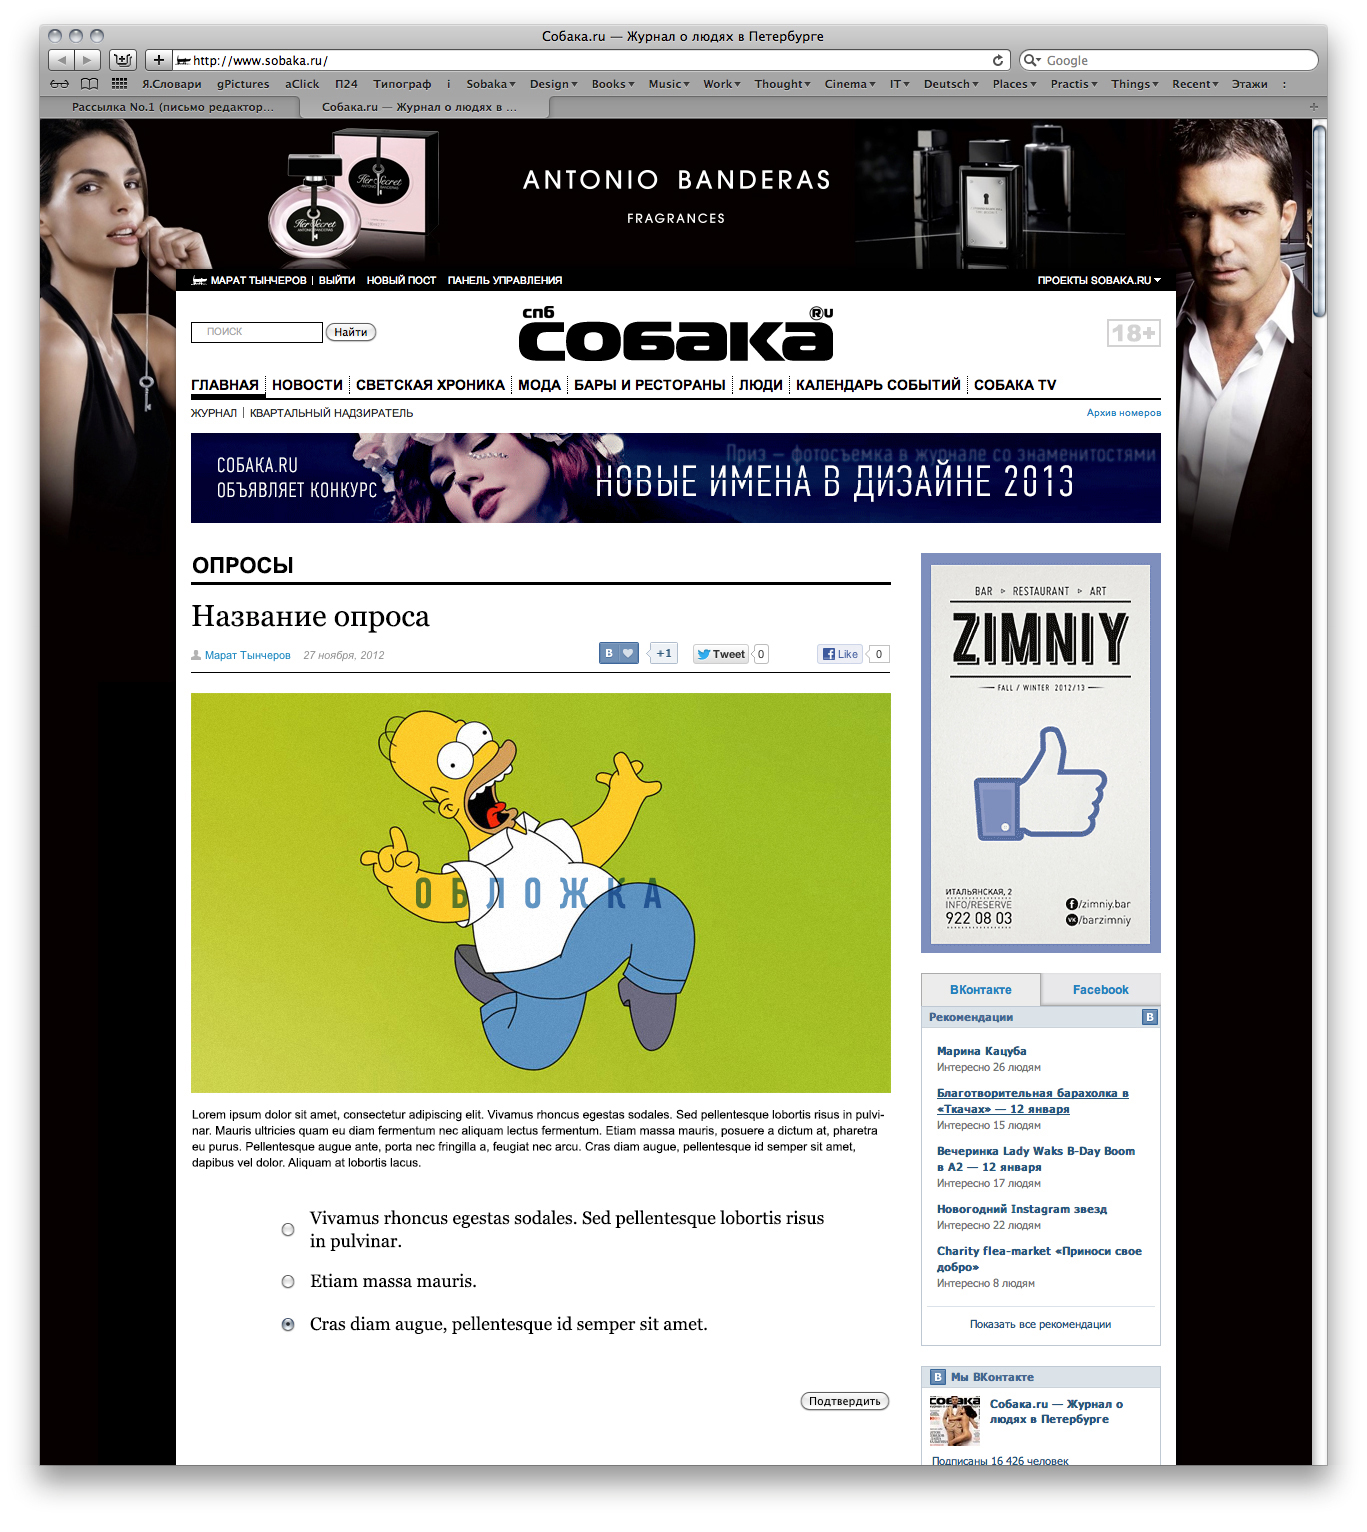 Собака.ru — Журнал о людях в Петербурге
http://www.sobaka.ru/
Google
Я.Словари gPictures aClick П24 Типограф i Sobaka Design Books Music Work Thought Cinema IT Deutsch Places Practis Things Recent Этажи :
Рассылка No.1 (письмо редактор...
Собака.ru — Журнал о людях в ...
Her Secret
ANTONIO BANDERAS
Her Secret
ANTONIO BANDERAS
ANTONIO BANDERAS
FRAGRANCES
МАРАТ ТЫНЧЕРОВ | ВЫЙТИ НОВЫЙ ПОСТ ПАНЕЛЬ УПРАВЛЕНИЯ
ПРОЕКТЫ SOBAKA.RU
ПОИСК
Найти
спб
собака
®u
18+
ГЛАВНАЯ НОВОСТИ СВЕТСКАЯ ХРОНИКА МОДА БАРЫ И РЕСТОРАНЫ ЛЮДИ КАЛЕНДАРЬ СОБЫТИЙ СОБАКА TV
ЖУРНАЛ | КВАРТАЛЬНЫЙ НАДЗИРАТЕЛЬ
Архив номеров
СОБАКА.RU
ОБЪЯВЛЯЕТ КОНКУРС
Приз — фотосъемка в журнале со знаменитостями
НОВЫЕ ИМЕНА В ДИЗАЙНЕ 2013
ОПРОСЫ
Название опроса
Марат Тынчеров 27 ноября, 2012
В +1 Tweet 0 Like 0
ОБЛОЖКА
Lorem ipsum dolor sit amet, consectetur adipiscing elit. Vivamus rhoncus egestas sodales. Sed pellentesque lobortis risus in pulvi-
nar. Mauris ultricies quam eu diam fermentum nec aliquam lectus fermentum. Etiam massa mauris, posuere a dictum at, pharetra
eu purus. Pellentesque augue ante, porta nec fringilla a, feugiat nec arcu. Cras diam augue, pellentesque id semper sit amet,
dapibus vel dolor. Aliquam at lobortis lacus.
Vivamus rhoncus egestas sodales. Sed pellentesque lobortis risus
in pulvinar.
Etiam massa mauris.
Cras diam augue, pellentesque id semper sit amet.
Подтвердить
BAR ▹ RESTAURANT ▹ ART
ZIMNIY
FALL / WINTER 2012/13
ИТАЛЬЯНСКАЯ, 2
INFO/RESERVE
922 08 03
/zimniy.bar
/barzimniy
ВКонтакте
Facebook
Рекомендации
В
Марина Кацуба
Интересно 26 людям
Благотворительная барахолка в
«Ткачах» — 12 января
Интересно 15 людям
Вечеринка Lady Waks B-Day Boom
в А2 — 12 января
Интересно 17 людям
Новогодний Instagram звезд
Интересно 22 людям
Charity flea-market «Приноси свое
добро»
Интересно 8 людям
Показать все рекомендации
В Мы ВКонтакте
собака
Собака.ru — Журнал о
людях в Петербурге
Подписаны 16 426 человек